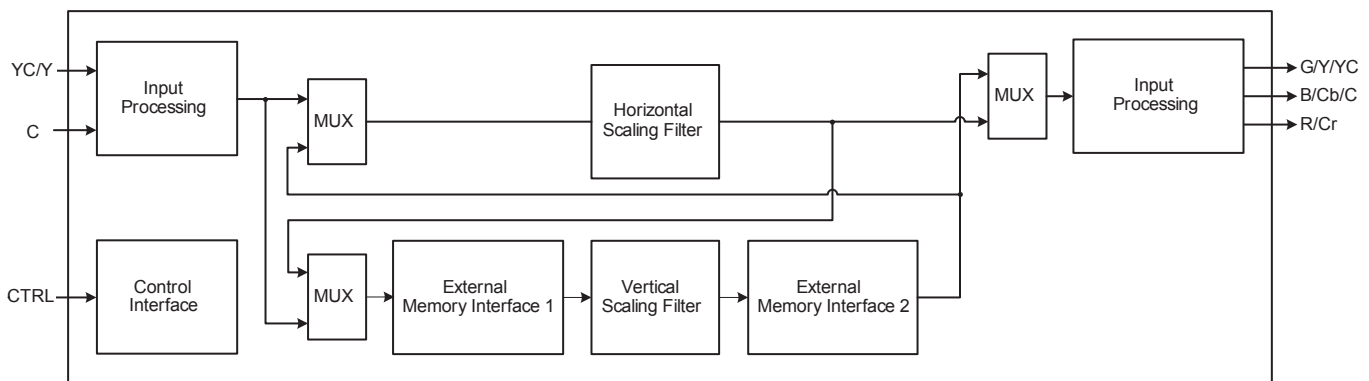 YC/Y
C
Input
Processing
MUX
Horizontal
Scaling Filter
MUX
Input
Processing
G/Y/YC
B/Cb/C
R/Cr
CTRL
Control
Interface
MUX
External
Memory Interface 1
Vertical
Scaling Filter
External
Memory Interface 2